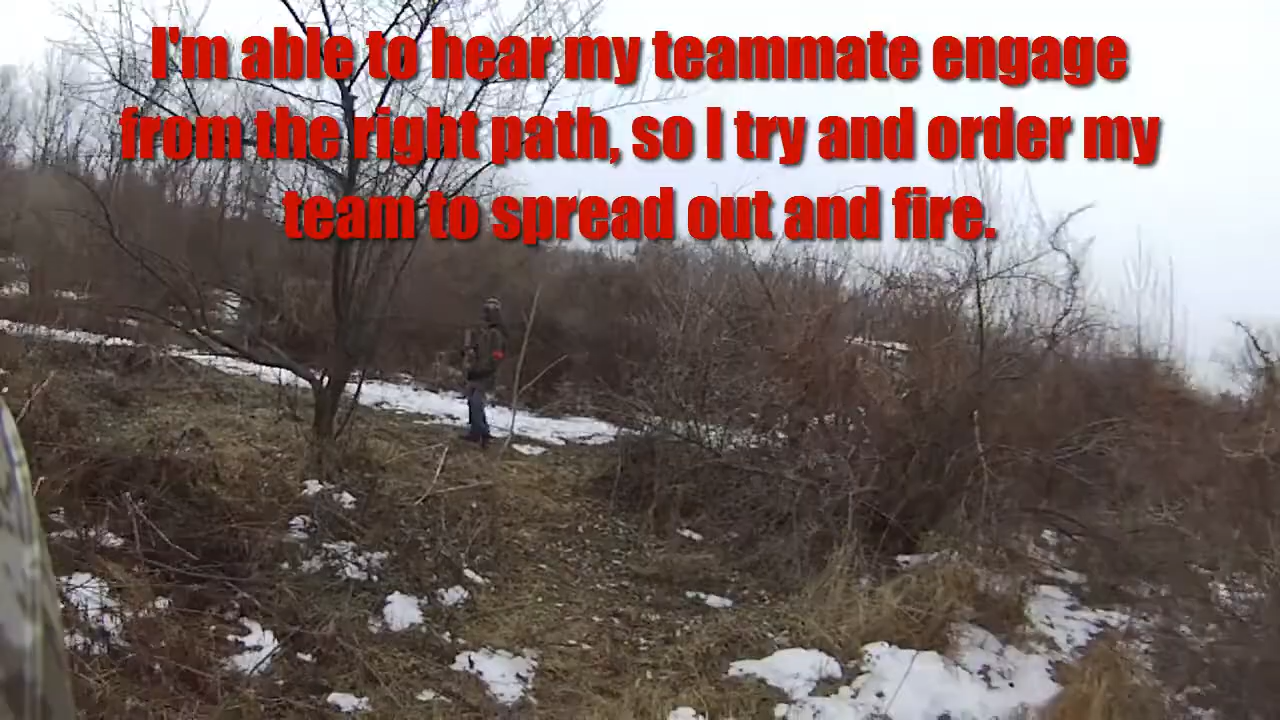 I'm able to hear my teammate engage
from the right path, so I try and order my
team to spread out and fire.